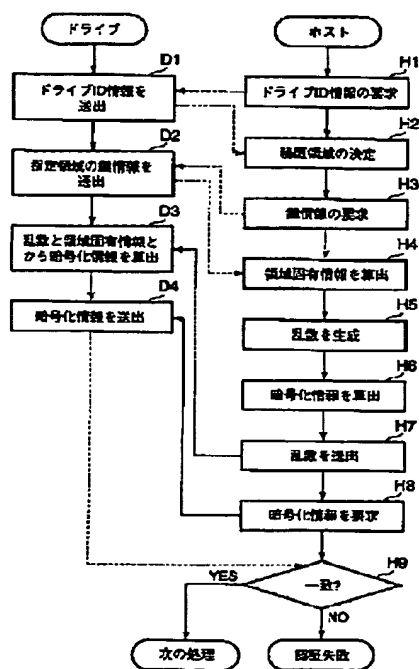 ドライブ
ホスト
D1
ドライブID情報を
送出
H1
ドライブID情報の要求
H2
秘匿領域の決定
D2
指定領域の鍵情報を
送出
H3
鍵情報の要求
D3
乱数と領域固有情報と
から暗号化情報を算出
H4
領域固有情報を算出
D4
暗号化情報を送出
H5
乱数を生成
H6
暗号化情報を算出
H7
乱数を送出
H8
暗号化情報を要求
H9
一致?
YES
NO
次の処理
認証失敗